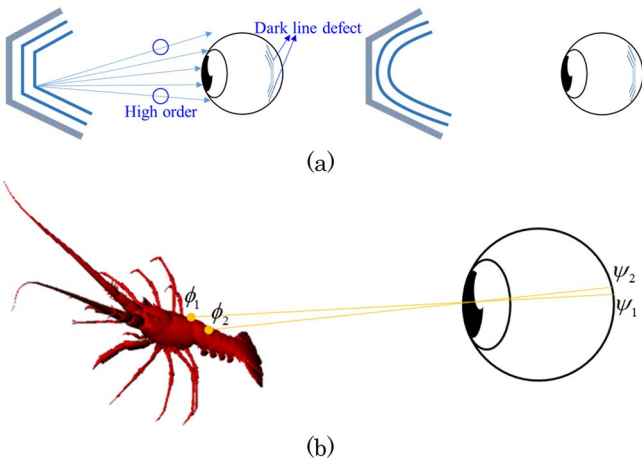 Dark line defect
High order
(a)
ϕ₁
ϕ₂
ψ₂
ψ₁
(b)